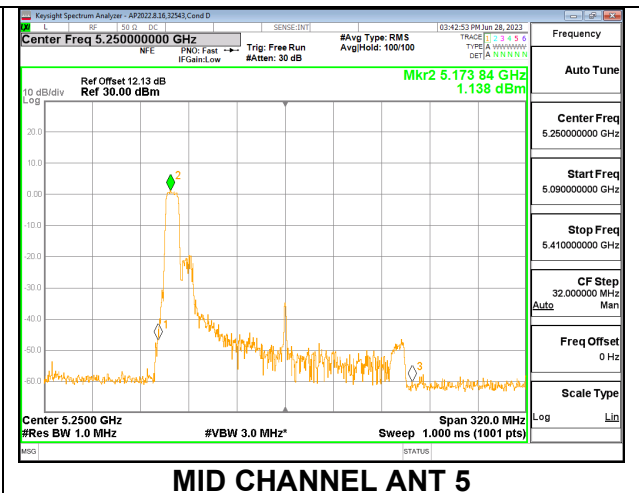 Keysight Spectrum Analyzer - AP2022.8.16,32543,Cond D
L RF 50 Ω DC SENSE:INT 03:42:53 PM Jun 28, 2023
Center Freq 5.250000000 GHz
NFE PNO: Fast IFGain:Low
Trig: Free Run
#Atten: 30 dB
#Avg Type: RMS
Avg|Hold: 100/100
TRACE 1 2 3 4 5 6
TYPE A WWWWW
DET A N N N N N
Frequency
Ref Offset 12.13 dB
Ref 30.00 dBm
10 dB/div
Log
Mkr2 5.173 84 GHz
1.138 dBm
20.0
10.0
0.00
-10.0
-20.0
-30.0
-40.0
-50.0
-60.0
1
2
3
Center 5.2500 GHz
Span 320.0 MHz
#Res BW 1.0 MHz
#VBW 3.0 MHz*
Sweep 1.000 ms (1001 pts)
MSG
STATUS
Auto Tune
Center Freq
5.250000000 GHz
Start Freq
5.090000000 GHz
Stop Freq
5.410000000 GHz
CF Step
32.000000 MHz
Auto Man
Freq Offset
0 Hz
Scale Type
Log Lin
MID CHANNEL ANT 5